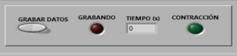 GRABAR DATOS GRABANDO TIEMPO (s) CONTRACCIÓN
0